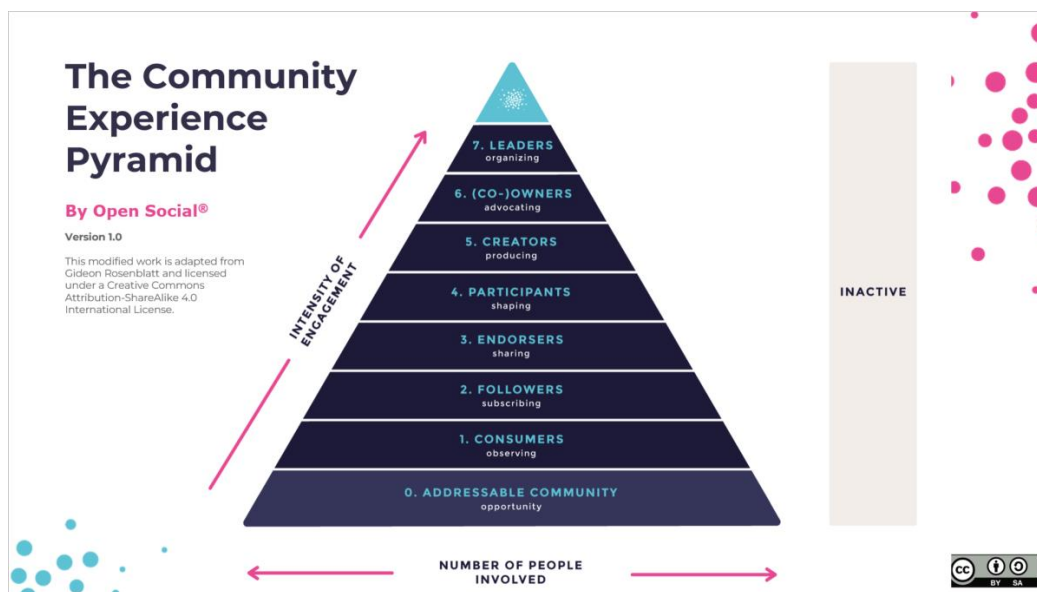 The Community
Experience
Pyramid
By Open Social®
Version 1.0
This modified work is adapted from
Gideon Rosenblatt and licensed
under a Creative Commons
Attribution-ShareAlike 4.0
International License.
INTENSITY OF
ENGAGEMENT
7. LEADERS
organizing
6. (CO-)OWNERS
advocating
5. CREATORS
producing
4. PARTICIPANTS
shaping
3. ENDORSERS
sharing
2. FOLLOWERS
subscribing
1. CONSUMERS
observing
0. ADDRESSABLE COMMUNITY
opportunity
INACTIVE
NUMBER OF PEOPLE
INVOLVED
cc
BY SA